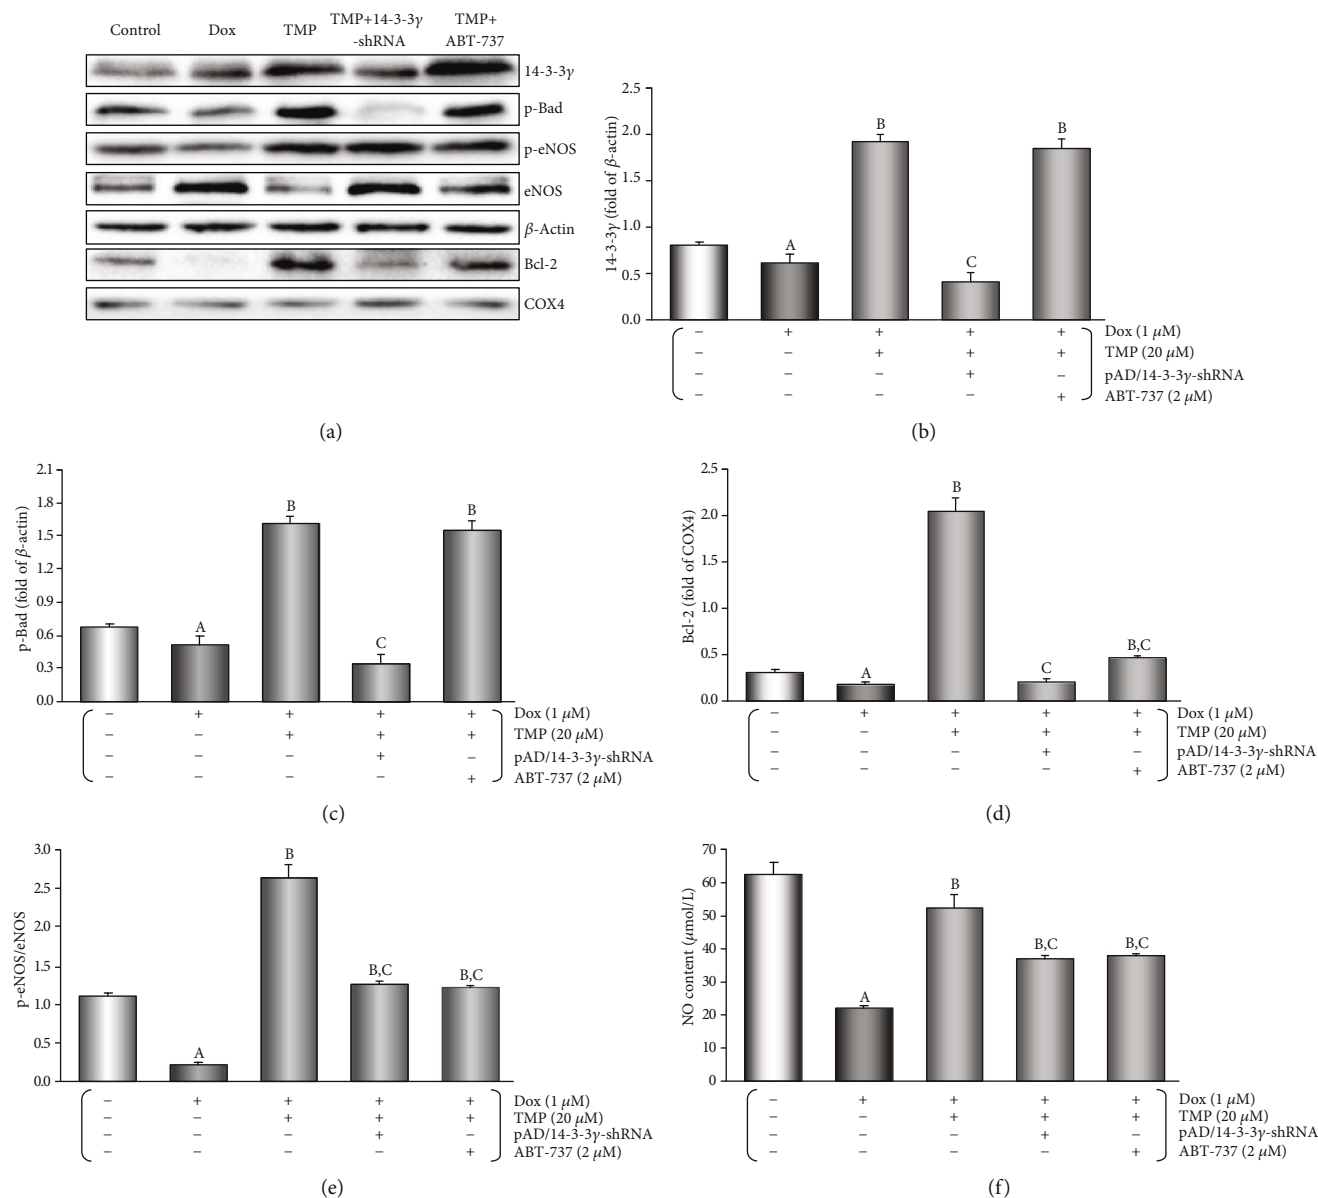 Control Dox TMP TMP+14-3-3γ TMP+
-shRNA ABT-737
14-3-3γ
p-Bad
p-eNOS
eNOS
β-Actin
Bcl-2
COX4
(a)
14-3-3γ (fold of β-actin)
2.5
2.0
1.5
1.0
0.5
0.0
A
B
C
B
− + + + + Dox (1 μM)
− − + + + TMP (20 μM)
− − − + − pAD/14-3-3γ-shRNA
− − − − + ABT-737 (2 μM)
(b)
p-Bad (fold of β-actin)
2.1
1.8
1.5
1.2
0.9
0.6
0.3
0.0
A
B
C
B
− + + + + Dox (1 μM)
− − + + + TMP (20 μM)
− − − + − pAD/14-3-3γ-shRNA
− − − − + ABT-737 (2 μM)
(c)
Bcl-2 (fold of COX4)
2.5
2.0
1.5
1.0
0.5
0.0
A
B
C
B,C
− + + + + Dox (1 μM)
− − + + + TMP (20 μM)
− − − + − pAD/14-3-3γ-shRNA
− − − − + ABT-737 (2 μM)
(d)
p-eNOS/eNOS
3.0
2.5
2.0
1.5
1.0
0.5
0.0
A
B
B,C
B,C
− + + + + Dox (1 μM)
− − + + + TMP (20 μM)
− − − + − pAD/14-3-3γ-shRNA
− − − − + ABT-737 (2 μM)
(e)
NO content (μmol/L)
70
60
50
40
30
20
10
0
A
B
B,C
B,C
− + + + + Dox (1 μM)
− − + + + TMP (20 μM)
− − − + − pAD/14-3-3γ-shRNA
− − − − + ABT-737 (2 μM)
(f)